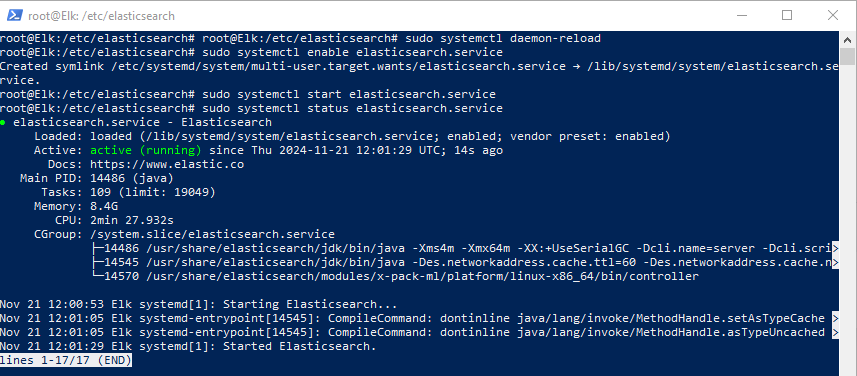 root@Elk: /etc/elasticsearch
root@Elk:/etc/elasticsearch# root@Elk:/etc/elasticsearch# sudo systemctl daemon-reload
root@Elk:/etc/elasticsearch# sudo systemctl enable elasticsearch.service
Created symlink /etc/systemd/system/multi-user.target.wants/elasticsearch.service → /lib/systemd/system/elasticsearch.se
rvice.
root@Elk:/etc/elasticsearch# sudo systemctl start elasticsearch.service
root@Elk:/etc/elasticsearch# sudo systemctl status elasticsearch.service
● elasticsearch.service - Elasticsearch
     Loaded: loaded (/lib/systemd/system/elasticsearch.service; enabled; vendor preset: enabled)
     Active: active (running) since Thu 2024-11-21 12:01:29 UTC; 14s ago
       Docs: https://www.elastic.co
   Main PID: 14486 (java)
      Tasks: 109 (limit: 19049)
     Memory: 8.4G
        CPU: 2min 27.932s
     CGroup: /system.slice/elasticsearch.service
             ├─14486 /usr/share/elasticsearch/jdk/bin/java -Xms4m -Xmx64m -XX:+UseSerialGC -Dcli.name=server -Dcli.scri>
             ├─14545 /usr/share/elasticsearch/jdk/bin/java -Des.networkaddress.cache.ttl=60 -Des.networkaddress.cache.n>
             └─14570 /usr/share/elasticsearch/modules/x-pack-ml/platform/linux-x86_64/bin/controller
Nov 21 12:00:53 Elk systemd[1]: Starting Elasticsearch...
Nov 21 12:01:05 Elk systemd-entrypoint[14545]: CompileCommand: dontinline java/lang/invoke/MethodHandle.setAsTypeCache >
Nov 21 12:01:05 Elk systemd-entrypoint[14545]: CompileCommand: dontinline java/lang/invoke/MethodHandle.asTypeUncached >
Nov 21 12:01:29 Elk systemd[1]: Started Elasticsearch.
lines 1-17/17 (END)